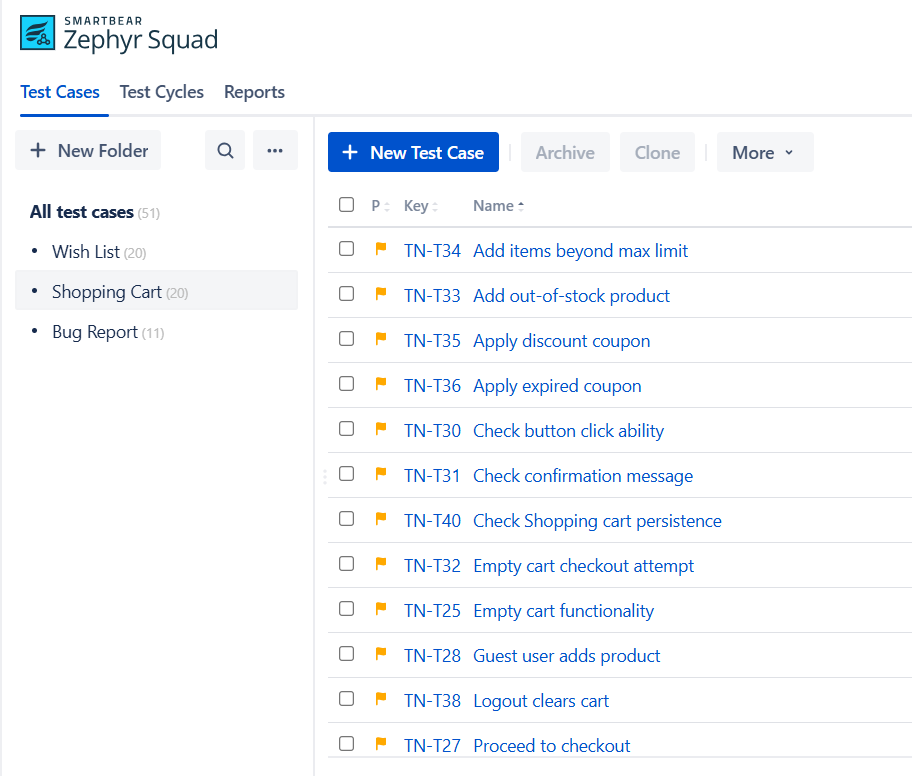 SMARTBEAR
Zephyr Squad
Test Cases Test Cycles Reports
+ New Folder ...
All test cases (51)
• Wish List (20)
• Shopping Cart (20)
• Bug Report (11)
+ New Test Case Archive Clone More
P Key Name
TN-T34 Add items beyond max limit
TN-T33 Add out-of-stock product
TN-T35 Apply discount coupon
TN-T36 Apply expired coupon
TN-T30 Check button click ability
TN-T31 Check confirmation message
TN-T40 Check Shopping cart persistence
TN-T32 Empty cart checkout attempt
TN-T25 Empty cart functionality
TN-T28 Guest user adds product
TN-T38 Logout clears cart
TN-T27 Proceed to checkout